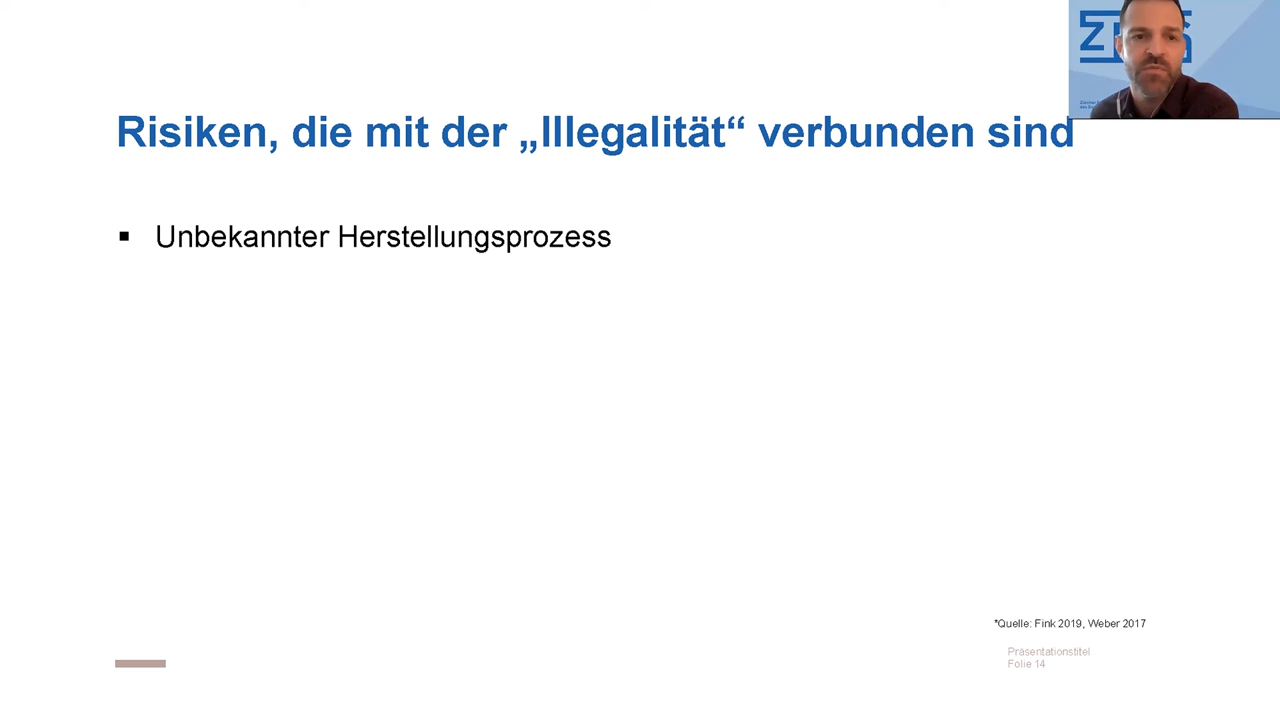 Risiken, die mit der „Illegalität“ verbunden sind
▪ Unbekannter Herstellungsprozess
*Quelle: Fink 2019, Weber 2017
Präsentationstitel
Folie 14